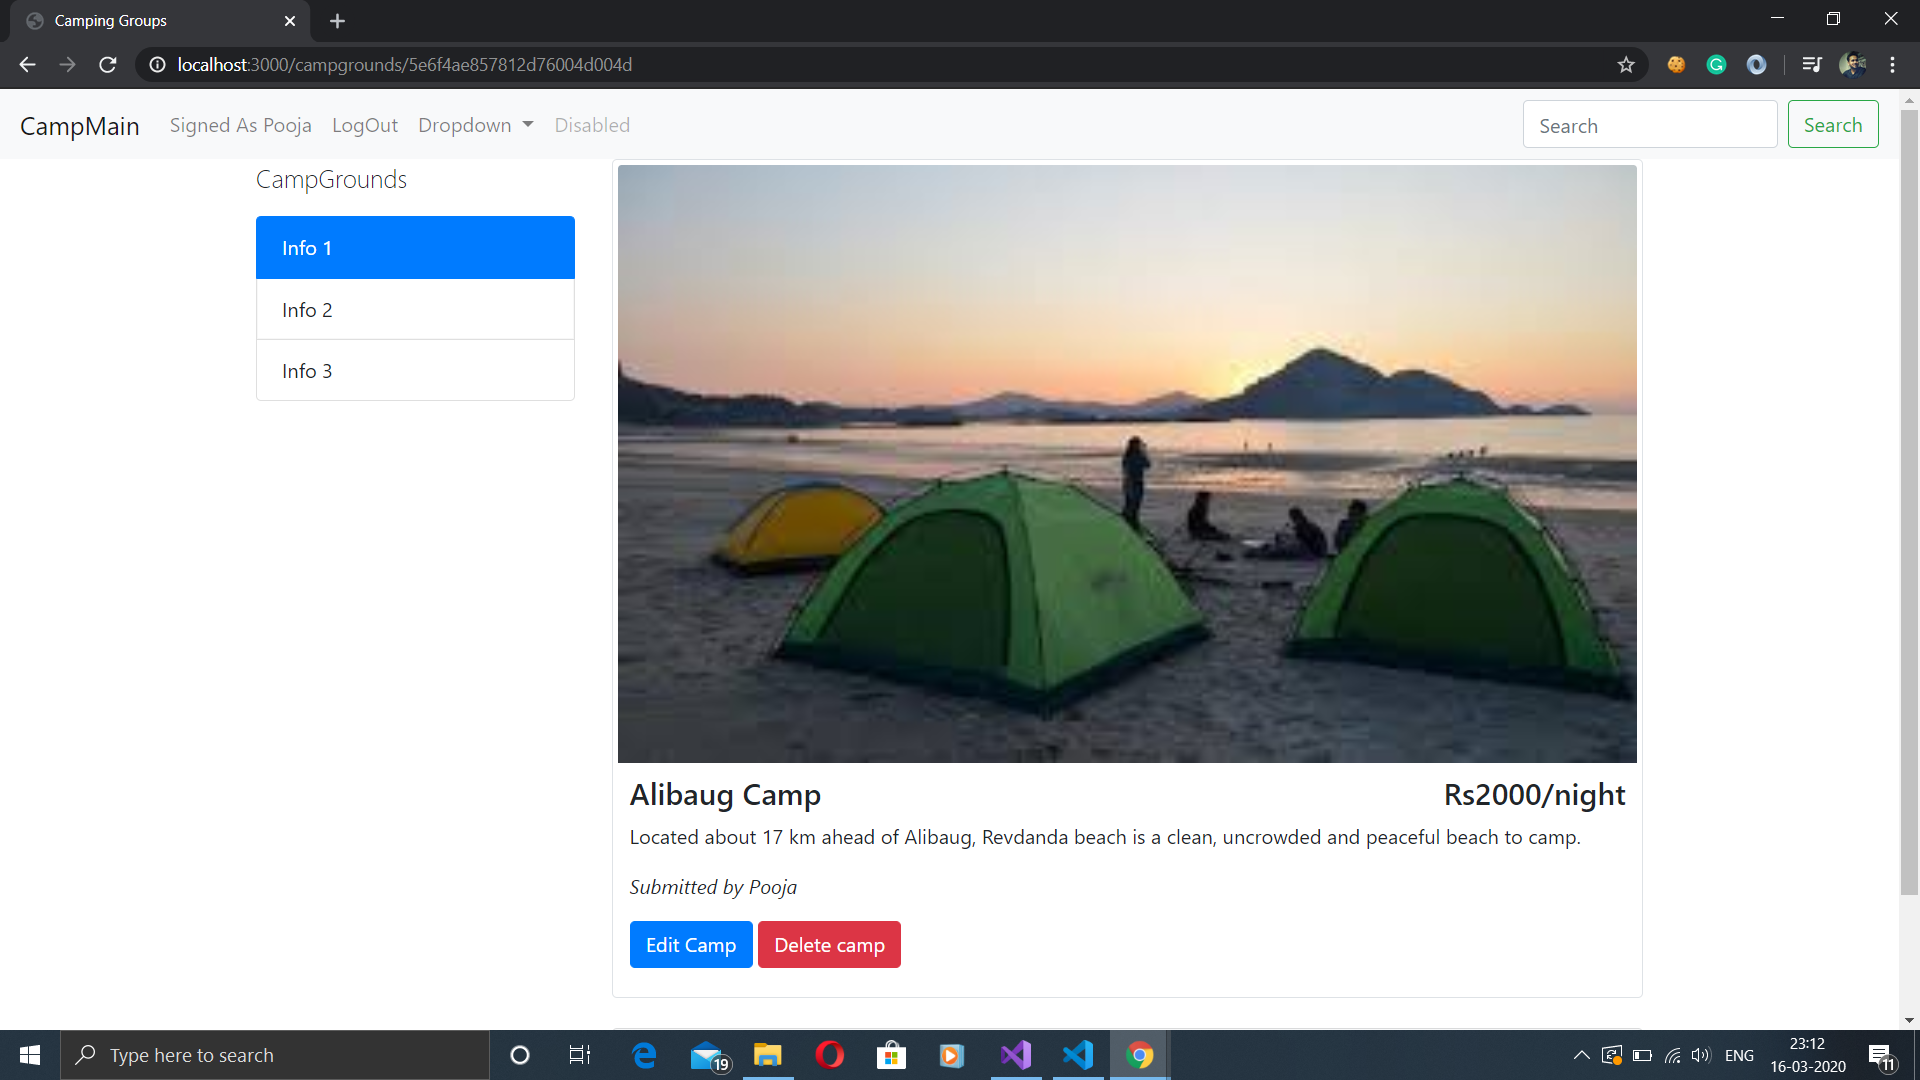 Camping Groups
localhost:3000/campgrounds/5e6f4ae857812d76004d004d
CampMain Signed As Pooja LogOut Dropdown Disabled Search Search
CampGrounds
Info 1
Info 2
Info 3
Alibaug Camp Rs2000/night
Located about 17 km ahead of Alibaug, Revdanda beach is a clean, uncrowded and peaceful beach to camp.
Submitted by Pooja
Edit Camp Delete camp
Type here to search
19
ENG
23:12
16-03-2020
11